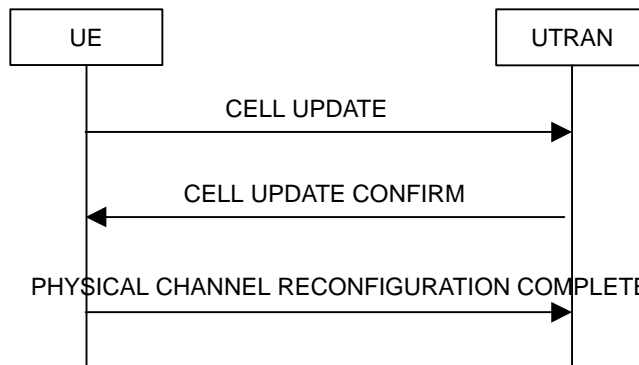 UE
UTRAN
CELL UPDATE
CELL UPDATE CONFIRM
PHYSICAL CHANNEL RECONFIGURATION COMPLETE